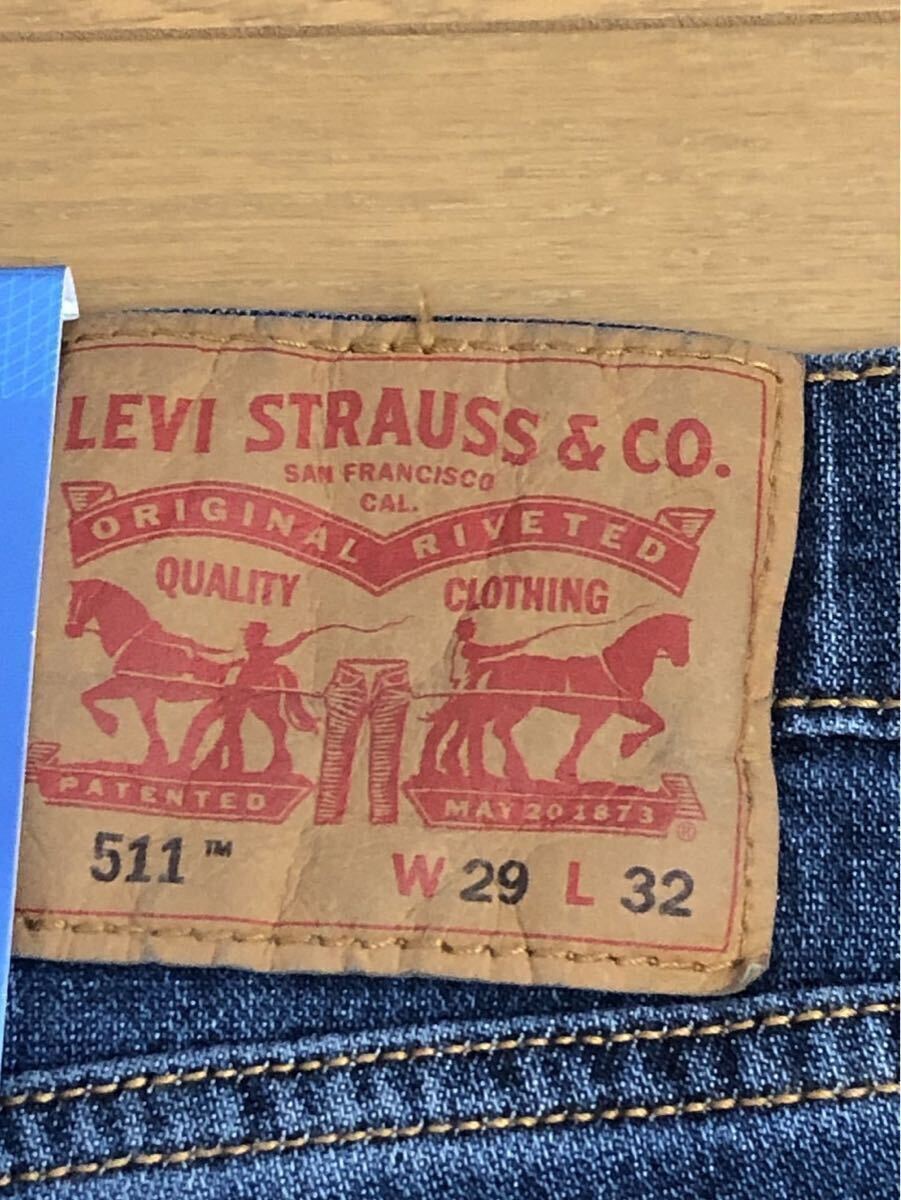 LEVI STRAUSS & CO.
SAN FRANCISCO
CAL.
ORIGINAL RIVETED
QUALITY CLOTHING
PATENTED MAY 20 1873 ®
511™ W 29 L 32